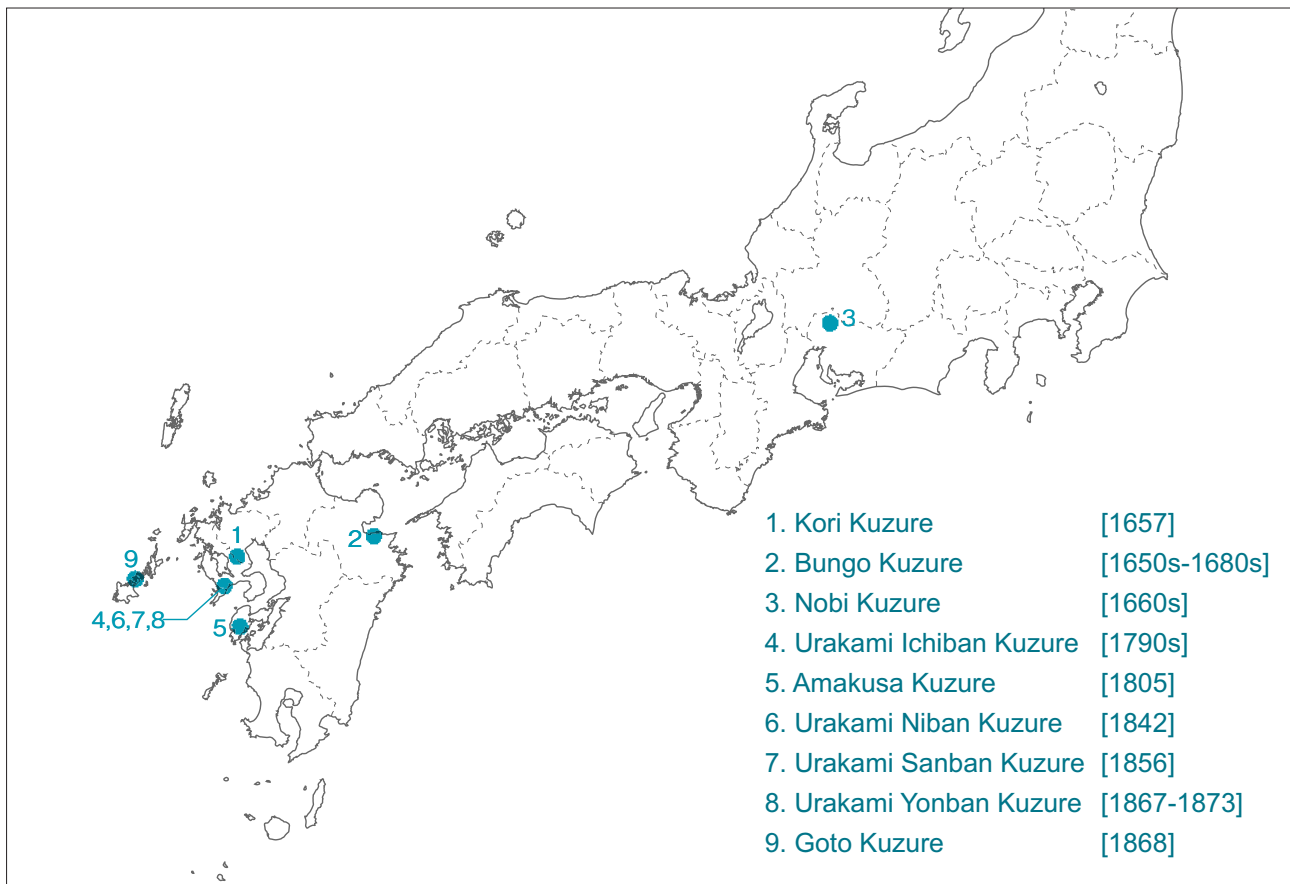 3
1
2
9
4,6,7,8
5
1. Kori Kuzure [1657]
2. Bungo Kuzure [1650s-1680s]
3. Nobi Kuzure [1660s]
4. Urakami Ichiban Kuzure [1790s]
5. Amakusa Kuzure [1805]
6. Urakami Niban Kuzure [1842]
7. Urakami Sanban Kuzure [1856]
8. Urakami Yonban Kuzure [1867-1873]
9. Goto Kuzure [1868]